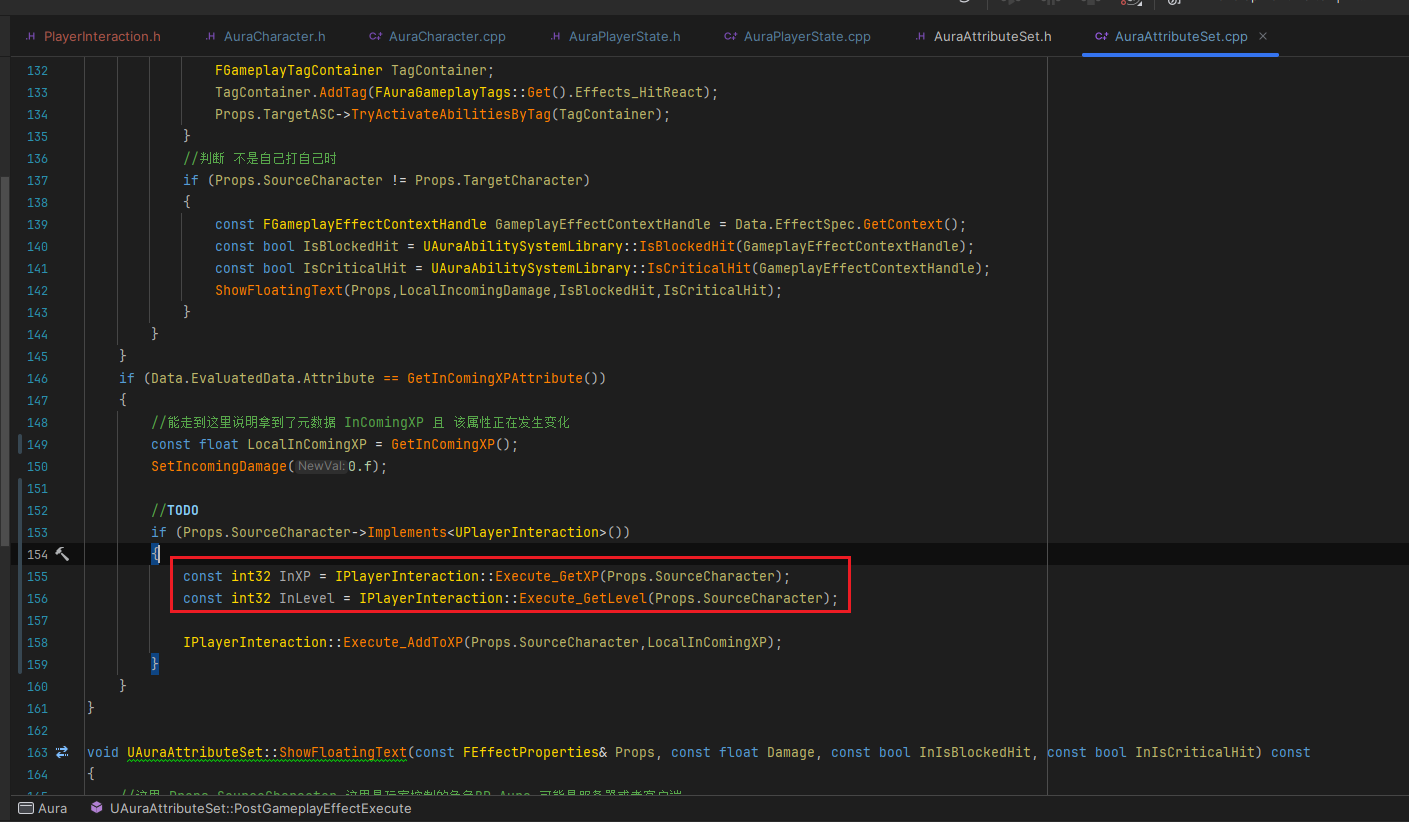 PlayerInteraction.h AuraCharacter.h AuraCharacter.cpp AuraPlayerState.h AuraPlayerState.cpp AuraAttributeSet.h AuraAttributeSet.cpp
132 FGameplayTagContainer TagContainer;
133 TagContainer.AddTag(FAuraGameplayTags::Get().Effects_HitReact);
134 Props.TargetASC->TryActivateAbilitiesByTag(TagContainer);
135 }
136 //判断 不是自己打自己时
137 if (Props.SourceCharacter != Props.TargetCharacter)
138 {
139 const FGameplayEffectContextHandle GameplayEffectContextHandle = Data.EffectSpec.GetContext();
140 const bool IsBlockedHit = UAuraAbilitySystemLibrary::IsBlockedHit(GameplayEffectContextHandle);
141 const bool IsCriticalHit = UAuraAbilitySystemLibrary::IsCriticalHit(GameplayEffectContextHandle);
142 ShowFloatingText(Props,LocalIncomingDamage,IsBlockedHit,IsCriticalHit);
143 }
144 }
145 }
146 if (Data.EvaluatedData.Attribute == GetInComingXPAttribute())
147 {
148 //能走到这里说明拿到了元数据 InComingXP 且 该属性正在发生变化
149 const float LocalInComingXP = GetInComingXP();
150 SetIncomingDamage(NewVal:0.f);
151
152 //TODO
153 if (Props.SourceCharacter->Implements<UPlayerInteraction>())
154 {
155 const int32 InXP = IPlayerInteraction::Execute_GetXP(Props.SourceCharacter);
156 const int32 InLevel = IPlayerInteraction::Execute_GetLevel(Props.SourceCharacter);
157
158 IPlayerInteraction::Execute_AddToXP(Props.SourceCharacter,LocalInComingXP);
159 }
160 }
161 }
162
163 void UAuraAttributeSet::ShowFloatingText(const FEffectProperties& Props, const float Damage, const bool InIsBlockedHit, const bool InIsCriticalHit) const
164 {
Aura UAuraAttributeSet::PostGameplayEffectExecute